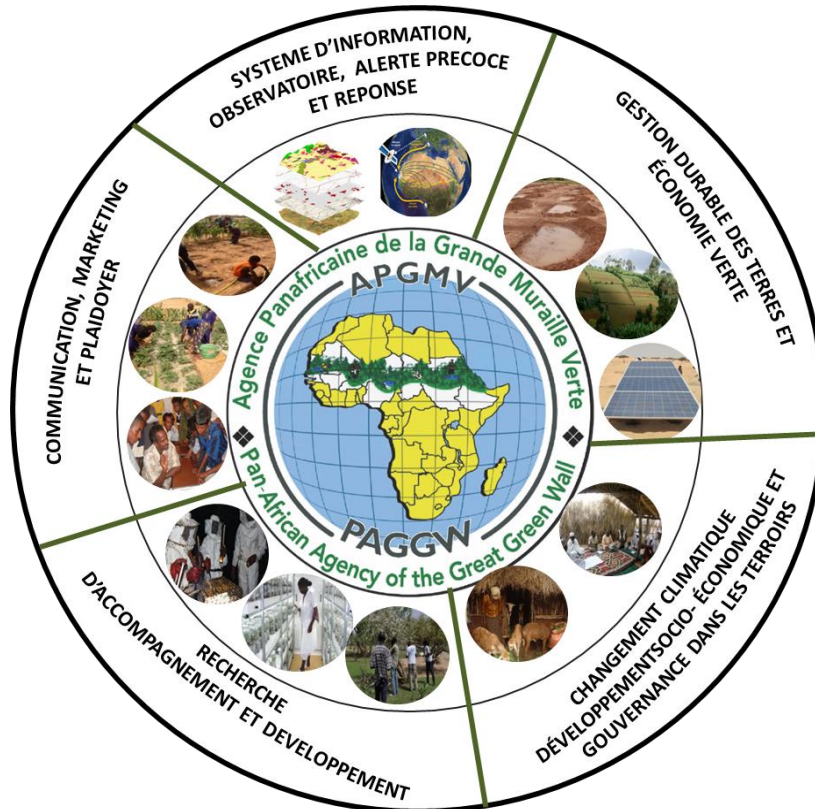 SYSTEME D'INFORMATION,
OBSERVATOIRE, ALERTE PRECOCE
ET REPONSE
GESTION DURABLE DES TERRES ET
ÉCONOMIE VERTE
CHANGEMENT CLIMATIQUE
DÉVELOPPEMENTSOCIO- ÉCONOMIQUE ET
GOUVERNANCE DANS LES TERROIRS
RECHERCHE
D'ACCOMPAGNEMENT ET DEVELOPPEMENT
COMMUNICATION, MARKETING
ET PLAIDOYER
Agence Panafricaine de la Grande Muraille Verte
APGMV
PAGGW
Pan-African Agency of the Great Green Wall